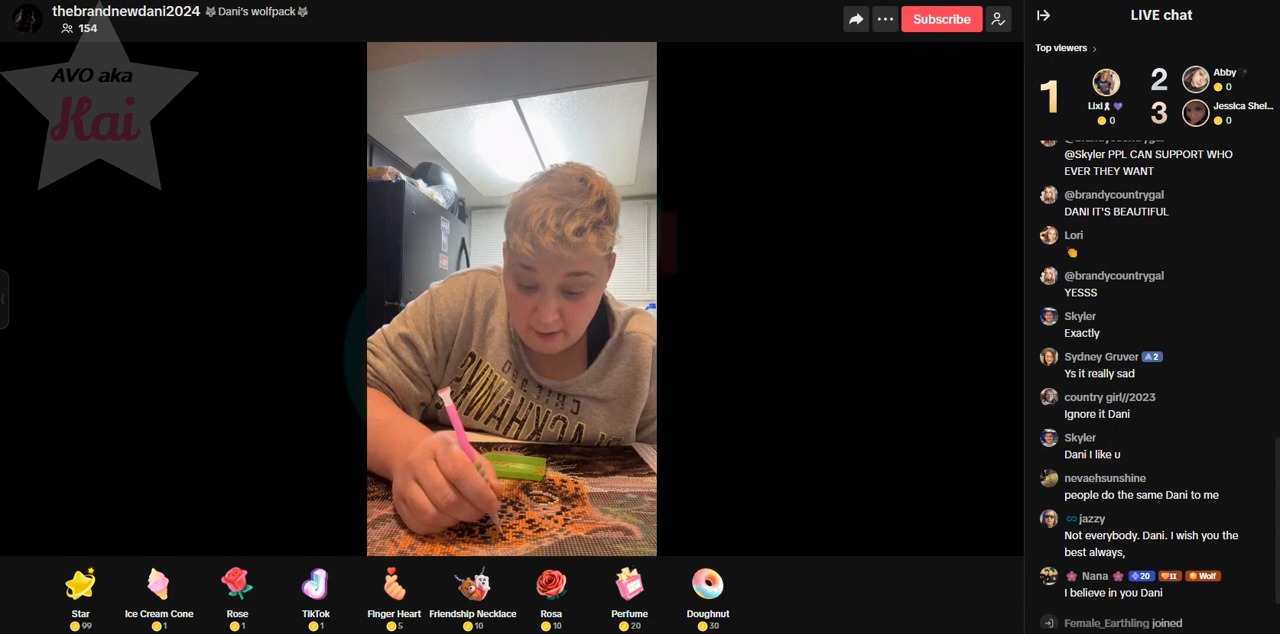 thebrandnewdani2024 🐺Dani's wolfpack🐺
154
Subscribe
AVO aka
Kai
CHICAGO
BLACKHAWKS
Star
99
Ice Cream Cone
1
Rose
1
TikTok
1
Finger Heart
5
Friendship Necklace
10
Rosa
10
Perfume
20
Doughnut
30
LIVE chat
Top viewers
1
Lixi🎗💜
0
2
Abby
0
3
Jessica Shel...
0
@brandycountrygal
@Skyler PPL CAN SUPPORT WHO
EVER THEY WANT
@brandycountrygal
DANI IT'S BEAUTIFUL
Lori
👏
@brandycountrygal
YESSS
Skyler
Exactly
Sydney Gruver 2
Ys it really sad
country girl//2023
Ignore it Dani
Skyler
Dani I like u
nevaehsunshine
people do the same Dani to me
♾jazzy
Not everybody. Dani. I wish you the
best always,
🌸 Nana 🌸 20 II Wolf
I believe in you Dani
Female_Earthling joined